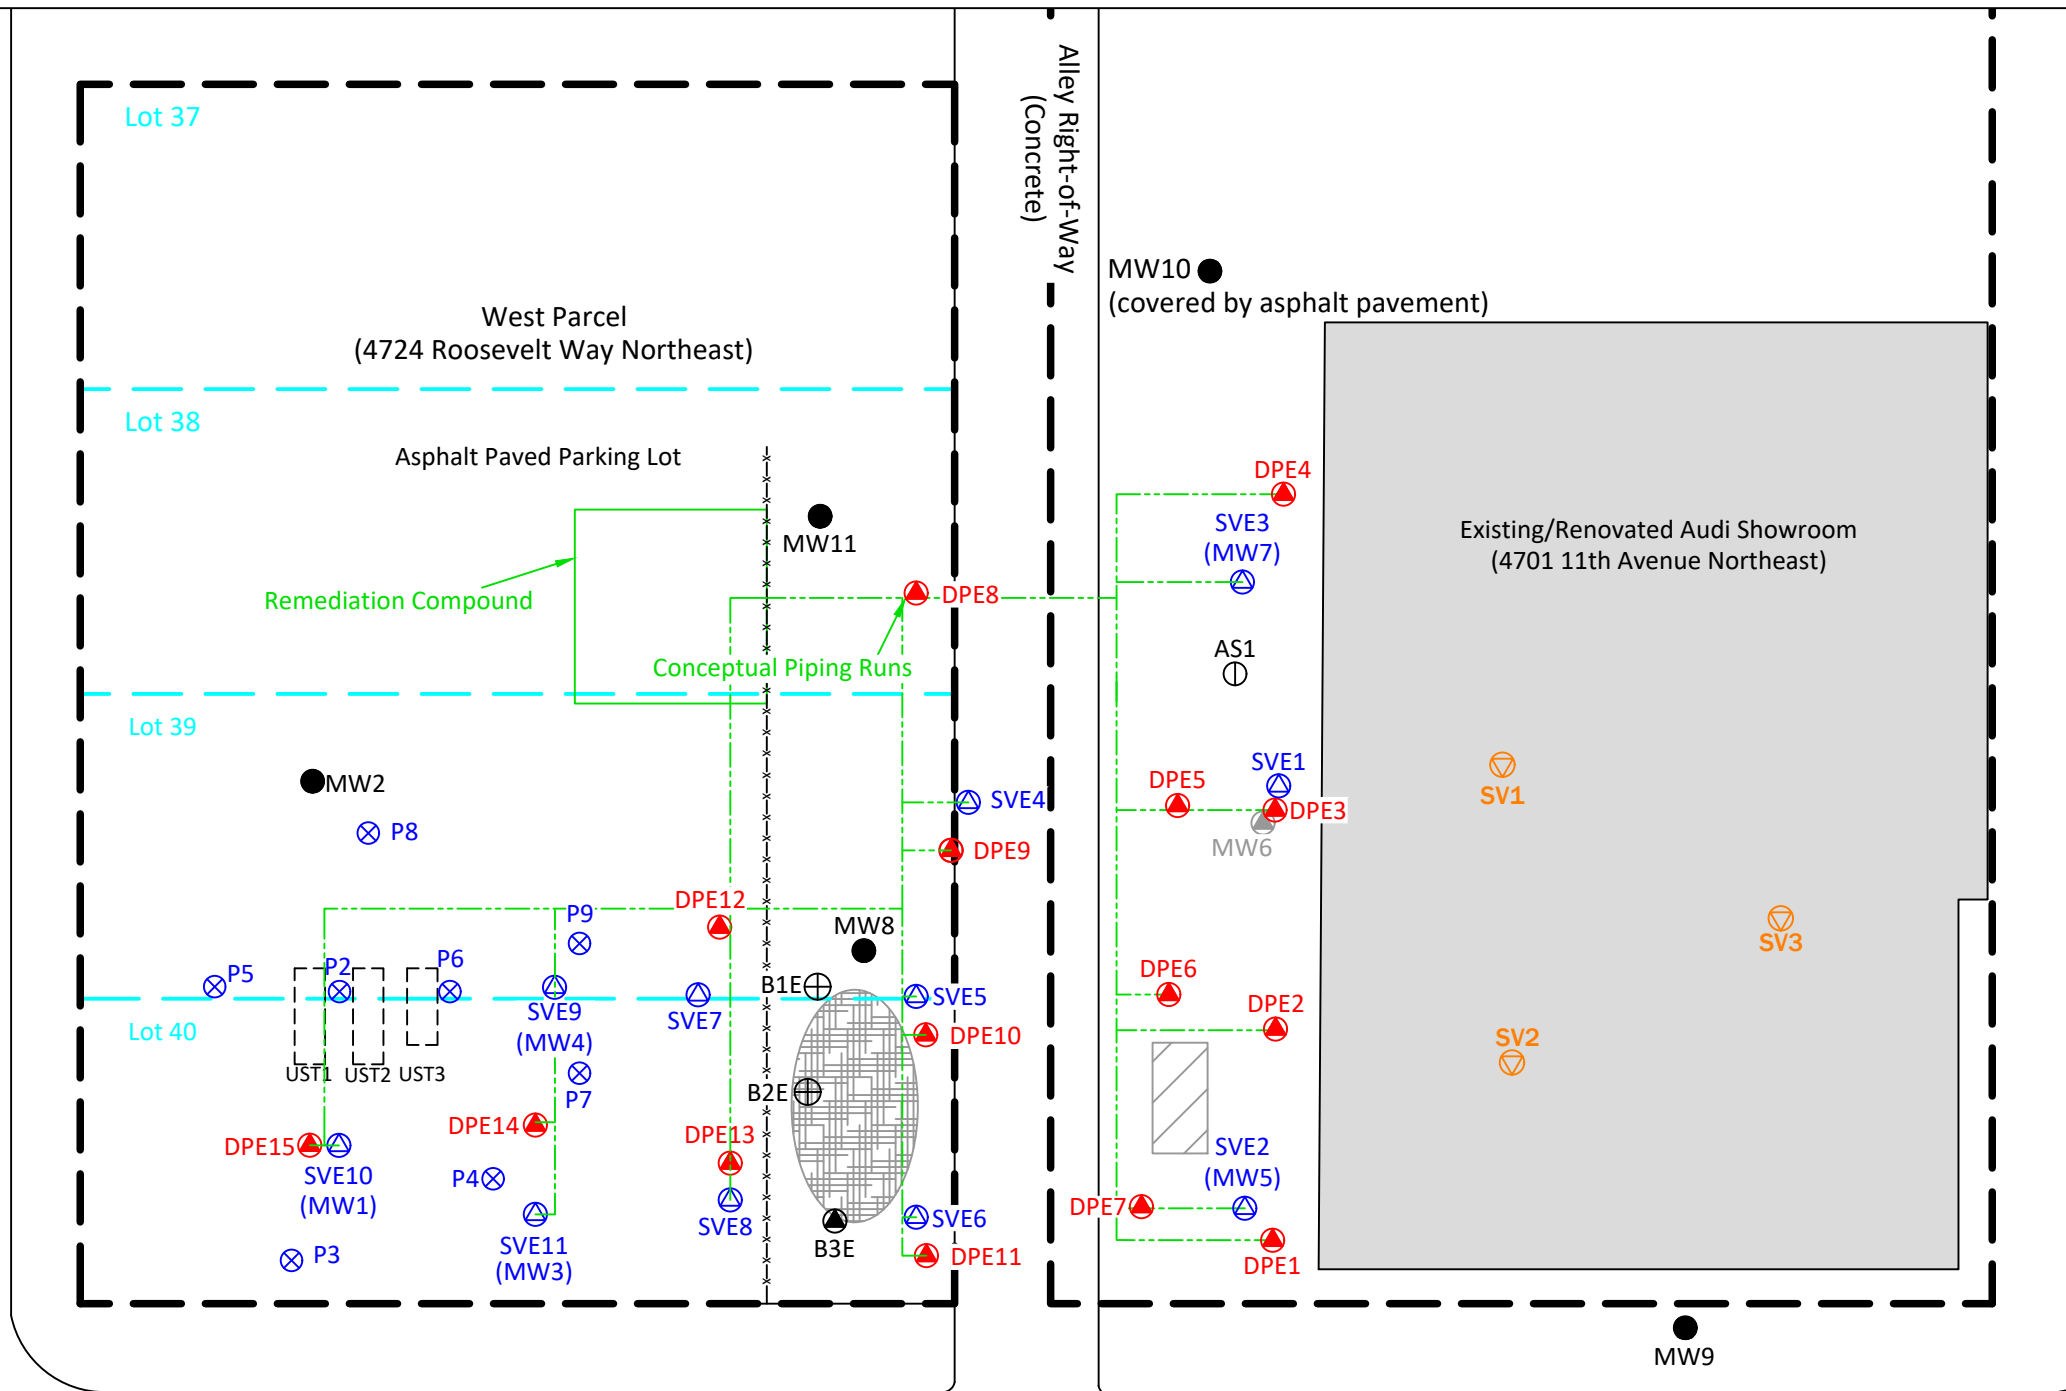 Lot 37
Alley Right-of-Way
(Concrete)
MW10
(covered by asphalt pavement)
West Parcel
(4724 Roosevelt Way Northeast)
Lot 38
Asphalt Paved Parking Lot
DPE4
SVE3
(MW7)
Existing/Renovated Audi Showroom
(4701 11th Avenue Northeast)
MW11
Remediation Compound
DPE8
AS1
Conceptual Piping Runs
Lot 39
SVE1
MW2
DPE5
SV1
SVE4
DPE3
P8
MW6
DPE9
DPE12
P9
MW8
SV3
P5
P2
P6
B1E
DPE6
SVE5
SVE9
(MW4)
SVE7
DPE2
Lot 40
DPE10
SV2
UST1
UST2
UST3
P7
B2E
DPE14
DPE13
DPE15
SVE2
(MW5)
SVE10
(MW1)
P4
DPE7
SVE8
SVE6
SVE11
(MW3)
B3E
P3
DPE11
DPE1
MW9